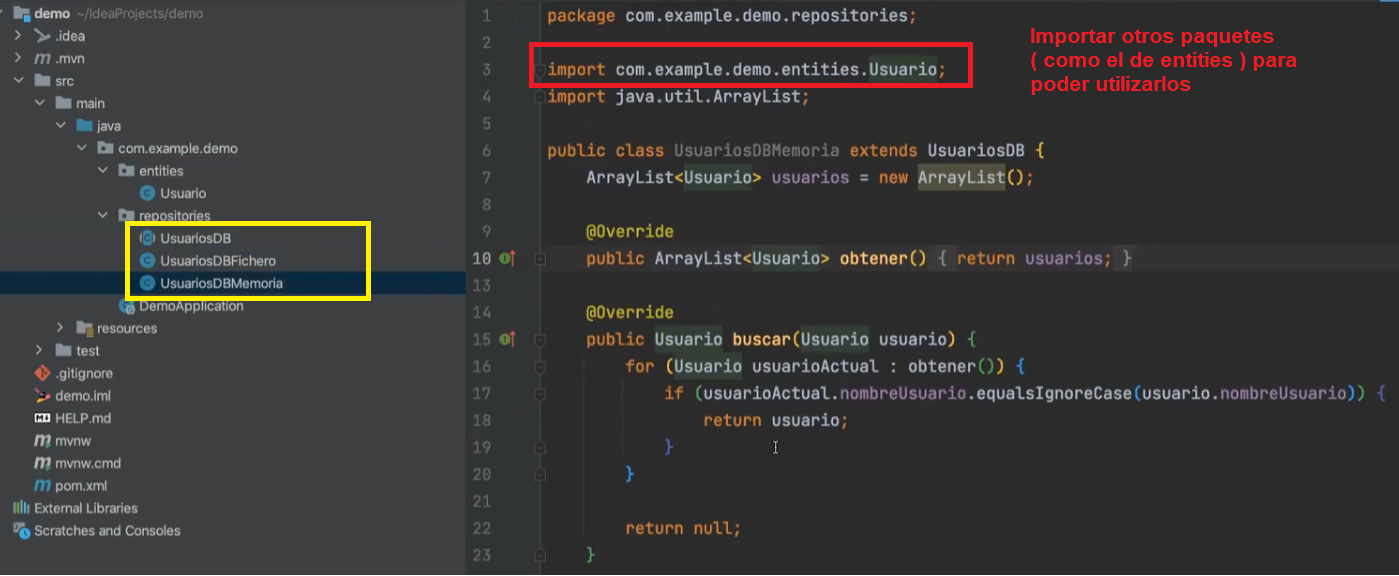 demo ~/IdeaProjects/demo
.idea
.mvn
src
main
java
com.example.demo
entities
Usuario
repositories
UsuariosDB
UsuariosDBFichero
UsuariosDBMemoria
DemoApplication
resources
test
.gitignore
demo.iml
HELP.md
mvnw
mvnw.cmd
pom.xml
External Libraries
Scratches and Consoles
1 package com.example.demo.repositories;
2
3 import com.example.demo.entities.Usuario;
4 import java.util.ArrayList;
5
6 public class UsuariosDBMemoria extends UsuariosDB {
7 ArrayList<Usuario> usuarios = new ArrayList();
8
9 @Override
10 public ArrayList<Usuario> obtener() { return usuarios; }
13
14 @Override
15 public Usuario buscar(Usuario usuario) {
16 for (Usuario usuarioActual : obtener()) {
17 if (usuarioActual.nombreUsuario.equalsIgnoreCase(usuario.nombreUsuario)) {
18 return usuario;
19 }
20 }
21
22 return null;
23 }
Importar otros paquetes
( como el de entities ) para
poder utilizarlos